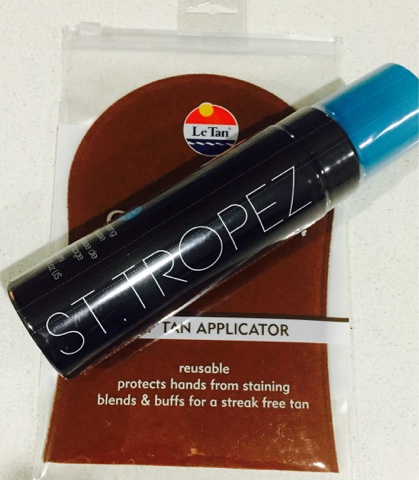 Le Tan
ST.TROPEZ
TAN APPLICATOR
reusable
protects hands from staining
blends & buffs for a streak free tan